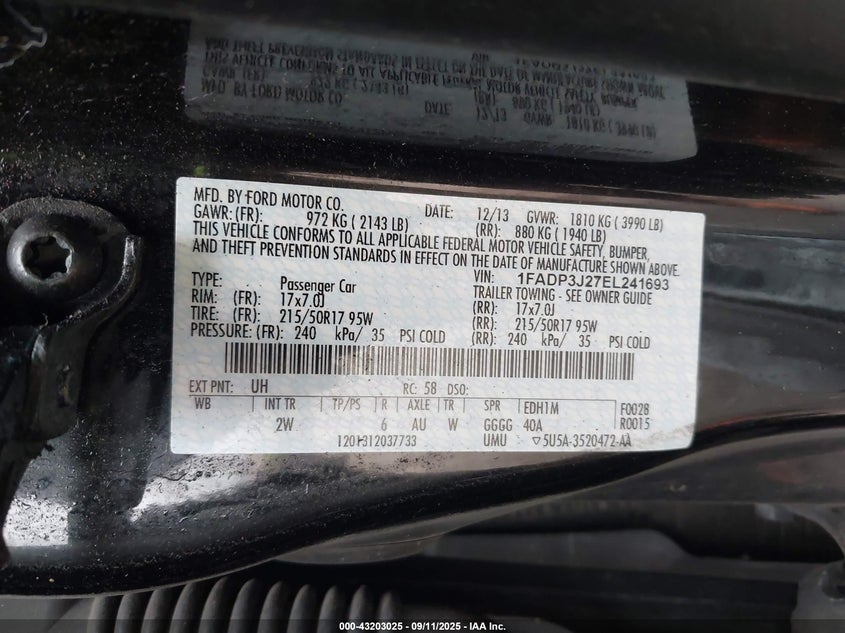 MFD. BY FORD MOTOR CO.
DATE: 12/13 GVWR: 1810 KG ( 3990 LB)
GAWR: (FR): 972 KG ( 2143 LB) (RR): 880 KG ( 1940 LB)
THIS VEHICLE CONFORMS TO ALL APPLICABLE FEDERAL MOTOR VEHICLE SAFETY, BUMPER,
AND THEFT PREVENTION STANDARDS IN EFFECT ON THE DATE OF MANUFACTURE SHOWN ABOVE.
VIN: 1FADP3J27EL241693
TYPE: Passenger Car TRAILER TOWING - SEE OWNER GUIDE
RIM: (FR): 17x7.0J (RR): 17x7.0J
TIRE: (FR): 215/50R17 95W (RR): 215/50R17 95W
PRESSURE: (FR): 240 kPa/ 35 PSI COLD (RR): 240 kPa/ 35 PSI COLD
EXT PNT: UH RC: 58 DSO:
WB INT TR TP/PS R AXLE TR SPR EDH1M F0028
2W 6 AU W GGGG 40A R0015
UMU ▽5U5A-3520472-AA
000-43203025 - 09/11/2025 - IAA Inc.